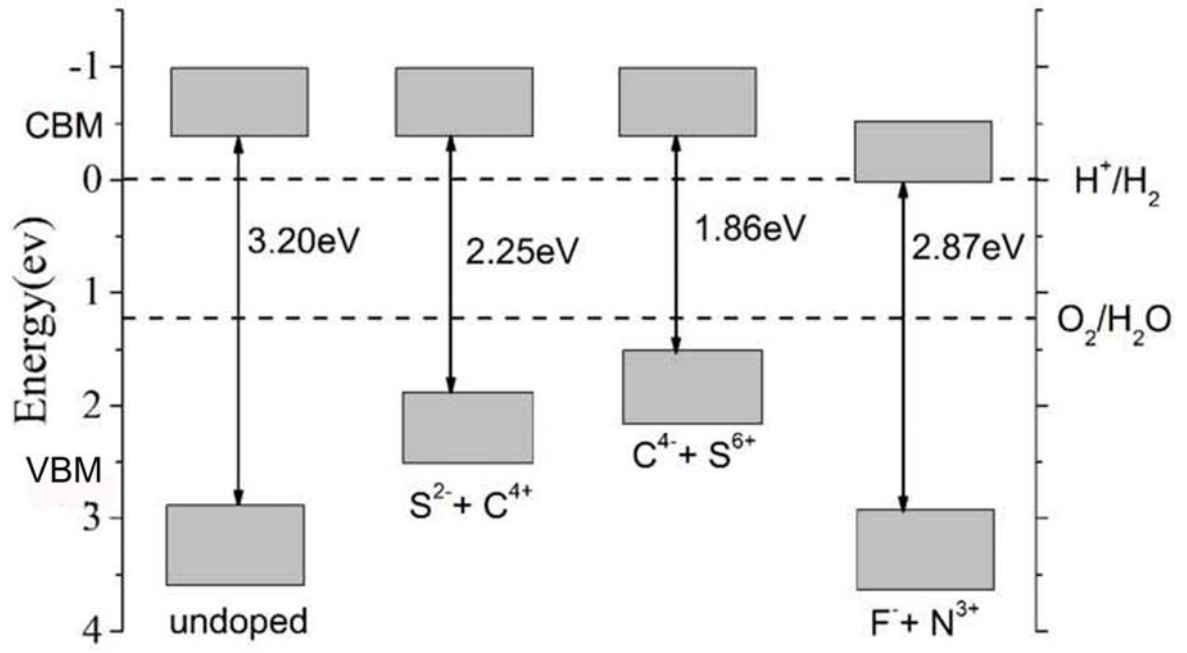 -1
CBM
0
H⁺/H₂
3.20eV
2.25eV
1.86eV
2.87eV
1
O₂/H₂O
Energy(ev)
2
VBM
C⁴⁻+ S⁶⁺
S²⁻+ C⁴⁺
3
undoped
F⁻+ N³⁺
4